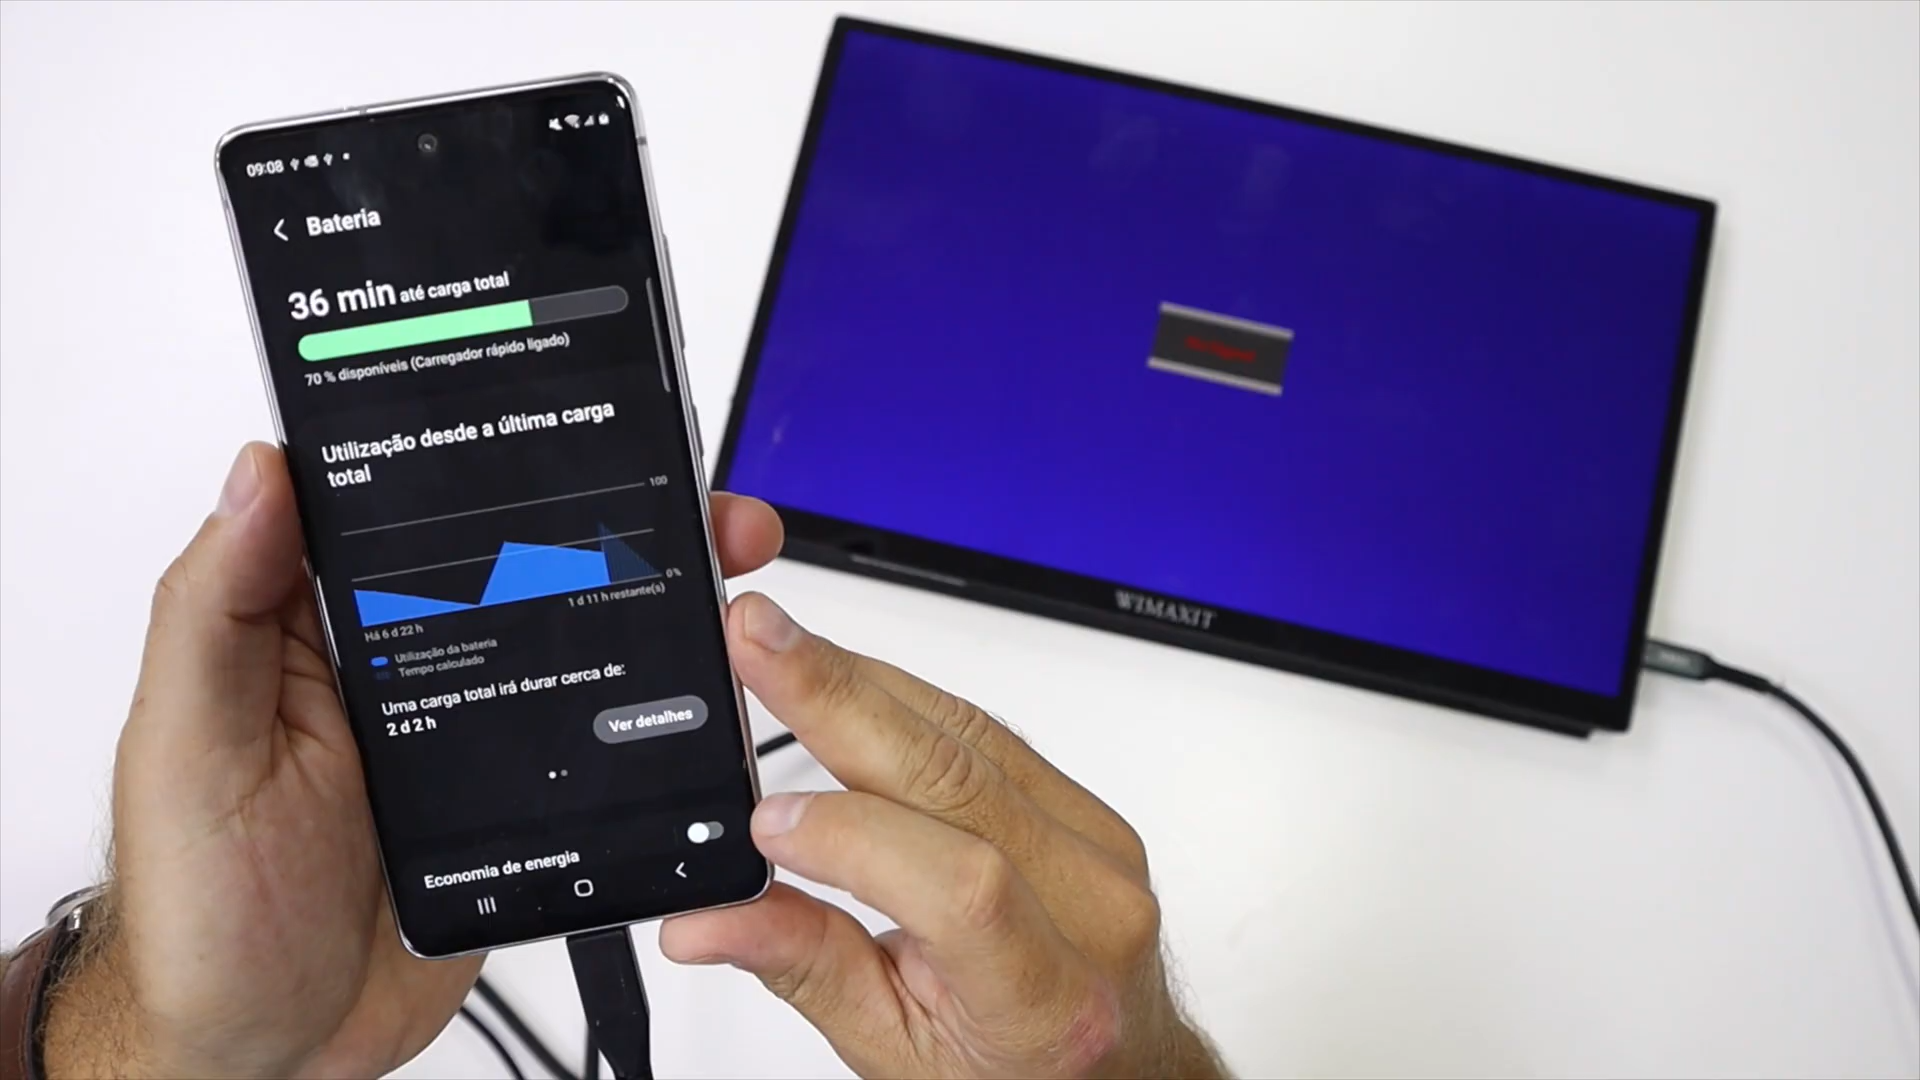 09:08
Bateria
36 min até carga total
70 % disponíveis (Carregador rápido ligado)
Utilização desde a última carga
total
100
0%
1 d 11 h restante(s)
Há 6 d 22 h
Utilização da bateria
Tempo calculado
Uma carga total irá durar cerca de:
2 d 2 h
Ver detalhes
Economia de energia
WIMAXIT